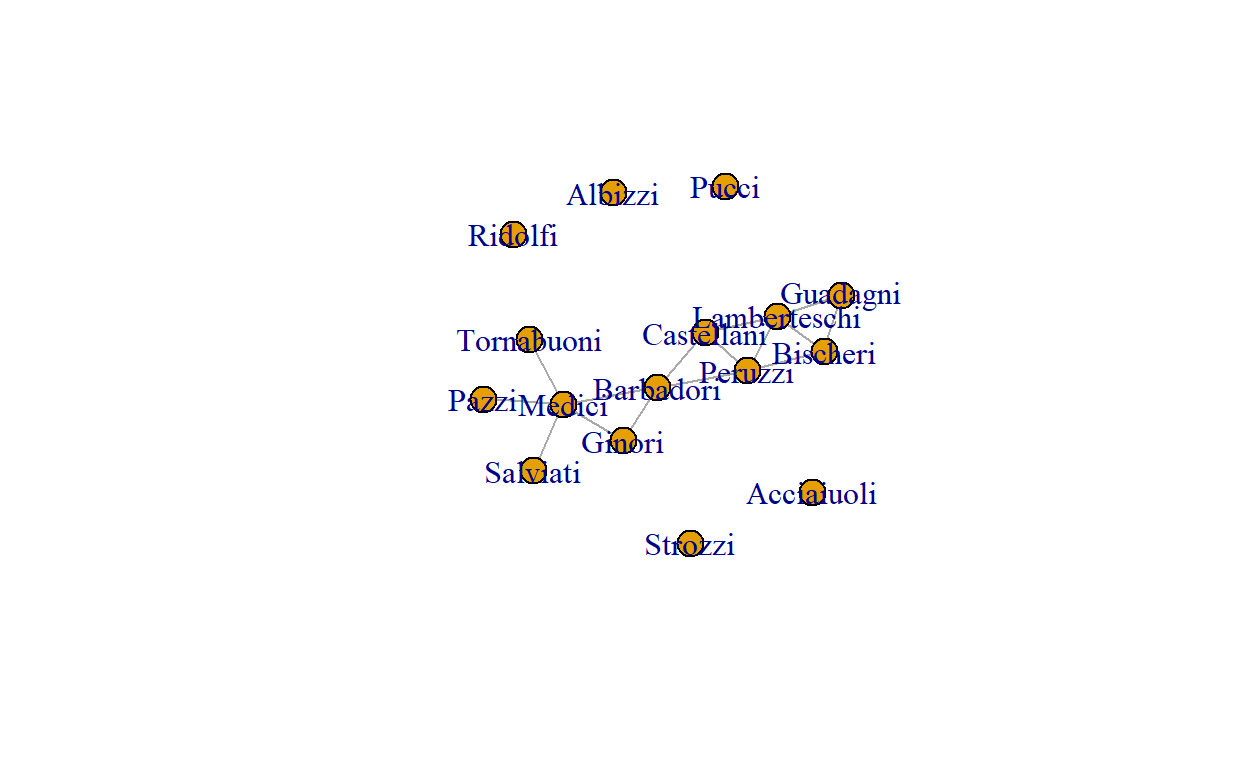 Pucci
Albizzi
Ridolfi
Guadagni
Lamberteschi
Castellani
Tornabuoni
Bischeri
Peruzzi
Barbadori
Pazzi
Medici
Ginori
Salviati
Acciaiuoli
Strozzi